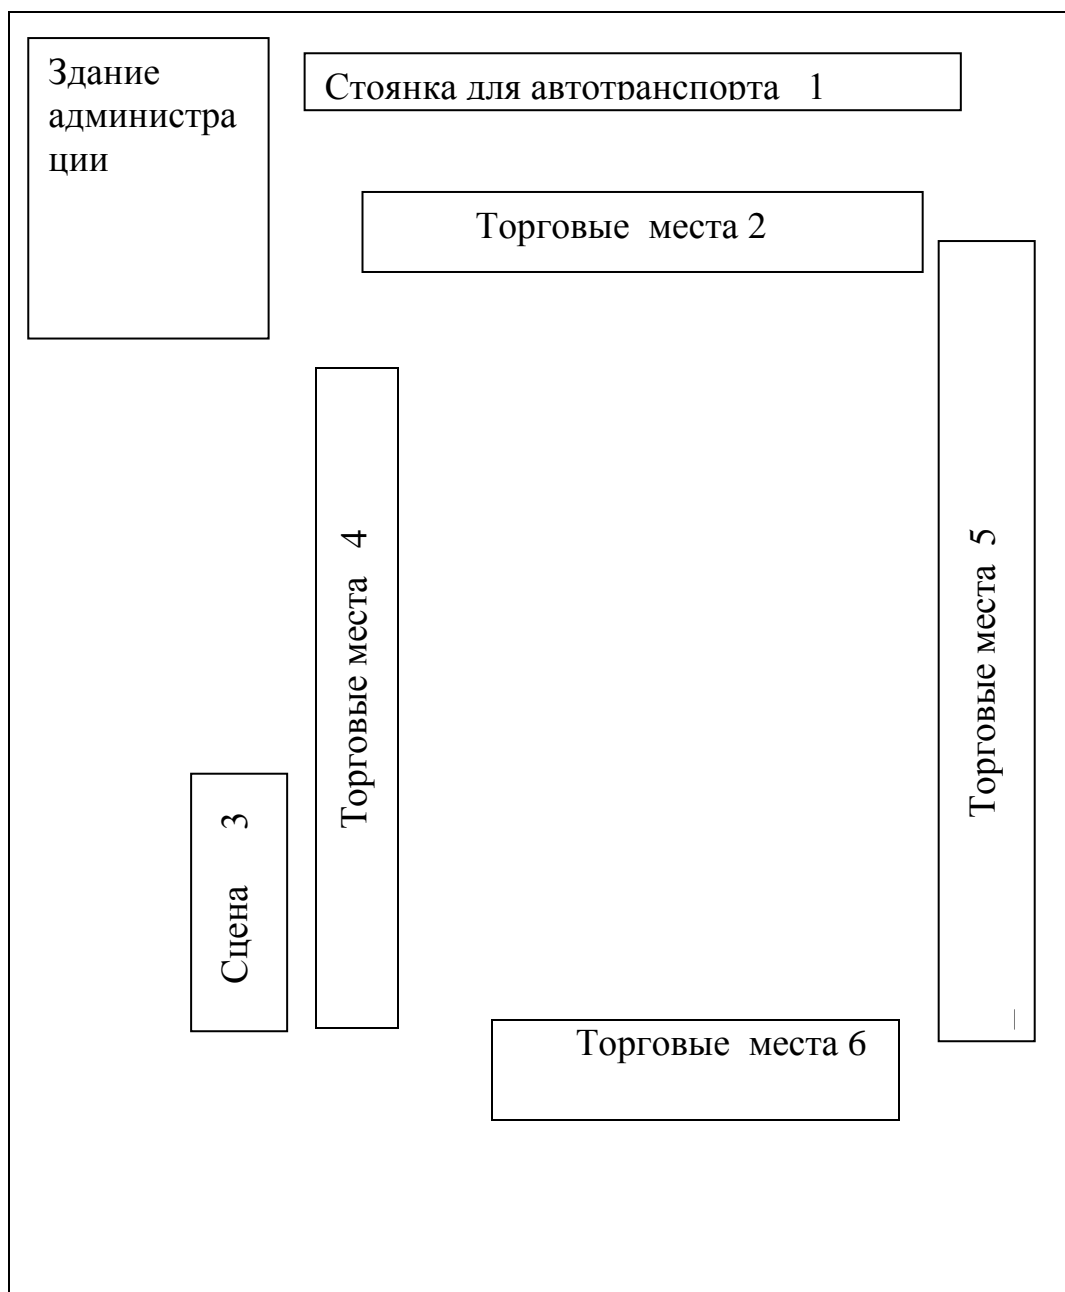 Здание
администра
ции
Стоянка для автотранспорта 1
Торговые места 2
Торговые места 4
Торговые места 5
Сцена 3
Торговые места 6